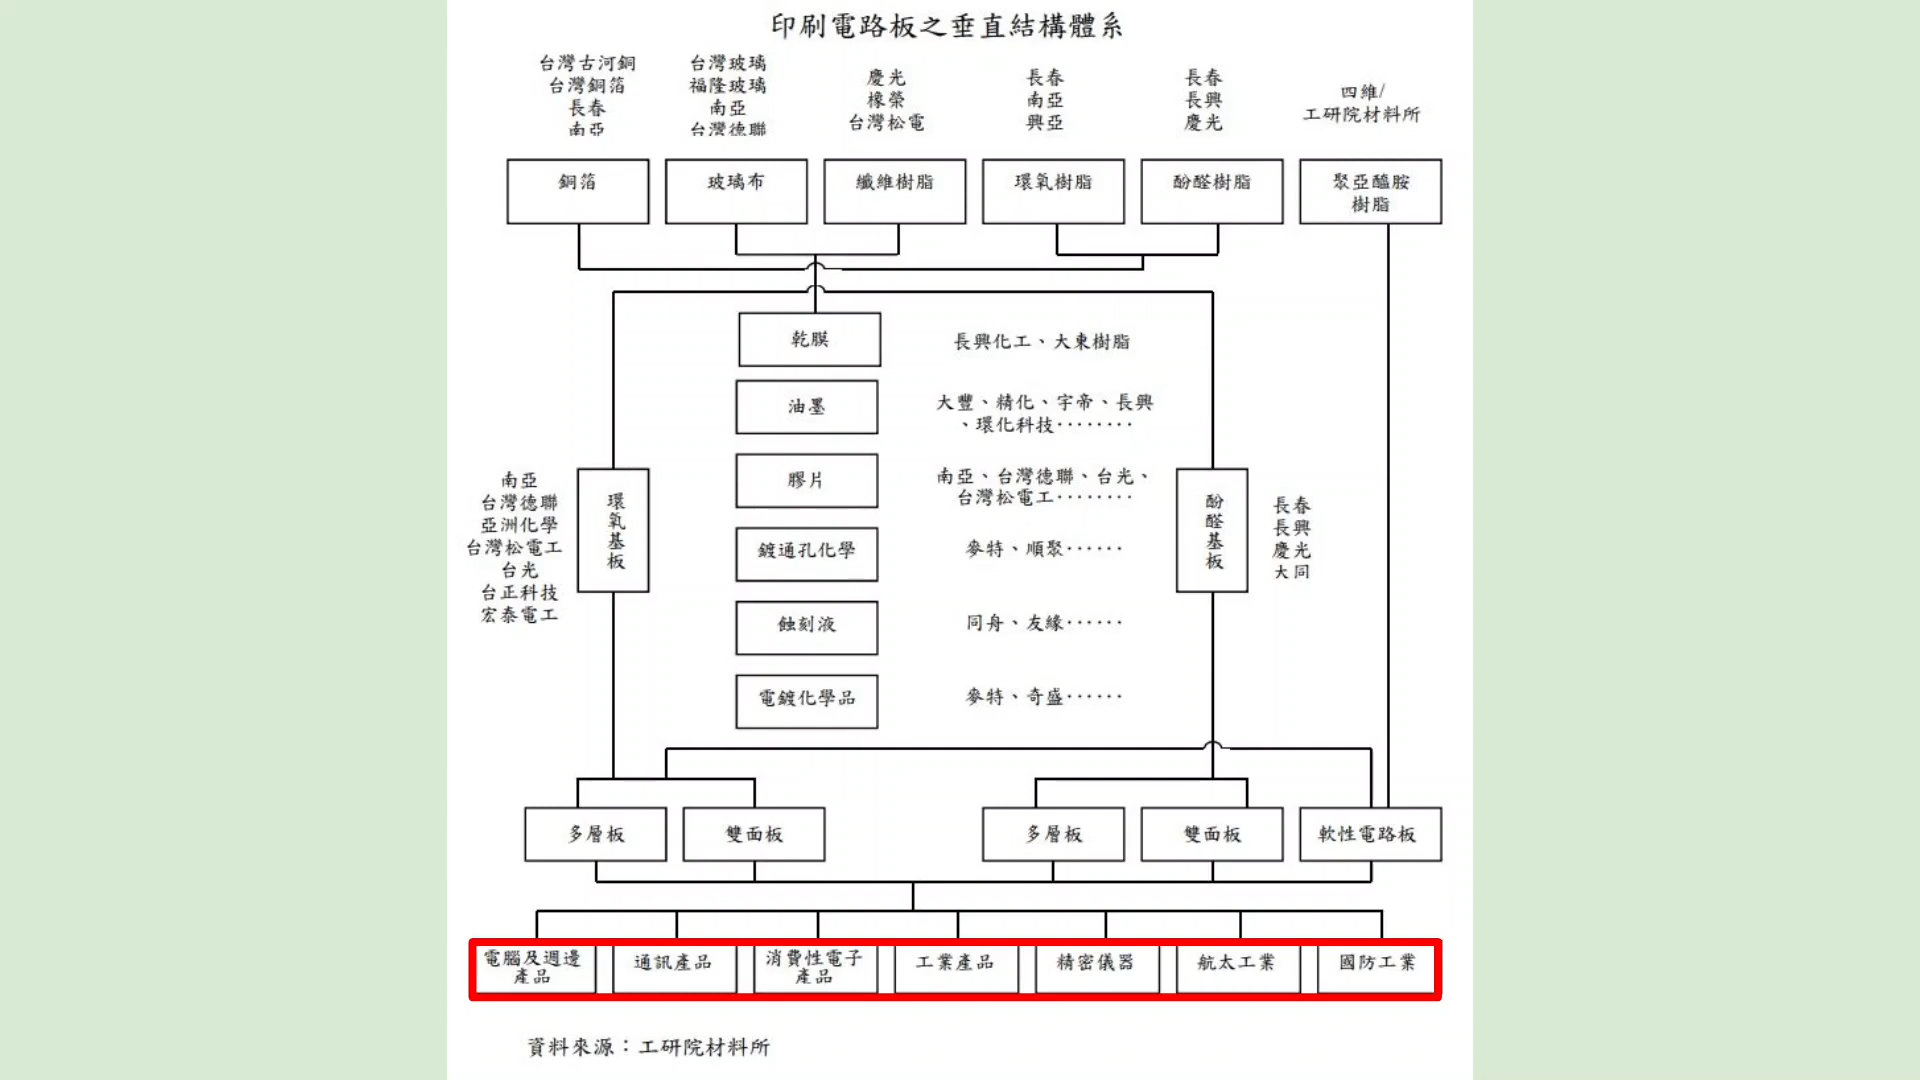 印刷電路板之垂直結構體系
台灣古河銅
台灣銅箔
長春
南亞
台灣玻璃
福隆玻璃
南亞
台灣德聯
慶光
橡榮
台灣松電
長春
南亞
興亞
長春
長興
慶光
四維/
工研院材料所
銅箔
玻璃布
纖維樹脂
環氧樹脂
酚醛樹脂
聚亞醯胺
樹脂
乾膜
長興化工、大東樹脂
油墨
大豐、精化、宇帝、長興
、環化科技········
膠片
南亞、台灣德聯、台光、
台灣松電工········
鍍通孔化學
麥特、順聚······
蝕刻液
同舟、友緣······
電鍍化學品
麥特、奇盛······
南亞
台灣德聯
亞洲化學
台灣松電工
台光
台正科技
宏泰電工
環氧基板
酚醛基板
長春
長興
慶光
大同
多層板
雙面板
多層板
雙面板
軟性電路板
電腦及週邊
產品
通訊產品
消費性電子
產品
工業產品
精密儀器
航太工業
國防工業
資料來源：工研院材料所